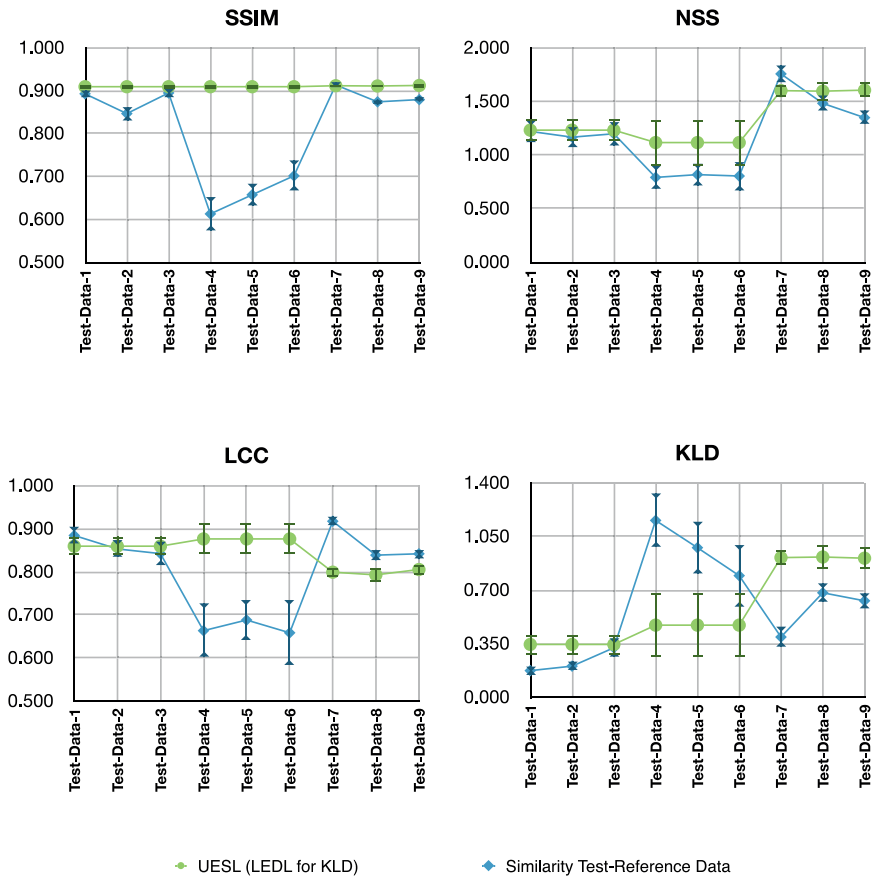 SSIM
1.000
0.900
0.800
0.700
0.600
0.500
Test-Data-1
Test-Data-2
Test-Data-3
Test-Data-4
Test-Data-5
Test-Data-6
Test-Data-7
Test-Data-8
Test-Data-9
NSS
2.000
1.500
1.000
0.500
0.000
Test-Data-1
Test-Data-2
Test-Data-3
Test-Data-4
Test-Data-5
Test-Data-6
Test-Data-7
Test-Data-8
Test-Data-9
LCC
1.000
0.900
0.800
0.700
0.600
0.500
Test-Data-1
Test-Data-2
Test-Data-3
Test-Data-4
Test-Data-5
Test-Data-6
Test-Data-7
Test-Data-8
Test-Data-9
KLD
1.400
1.050
0.700
0.350
0.000
Test-Data-1
Test-Data-2
Test-Data-3
Test-Data-4
Test-Data-5
Test-Data-6
Test-Data-7
Test-Data-8
Test-Data-9
UESL (LEDL for KLD)
Similarity Test-Reference Data